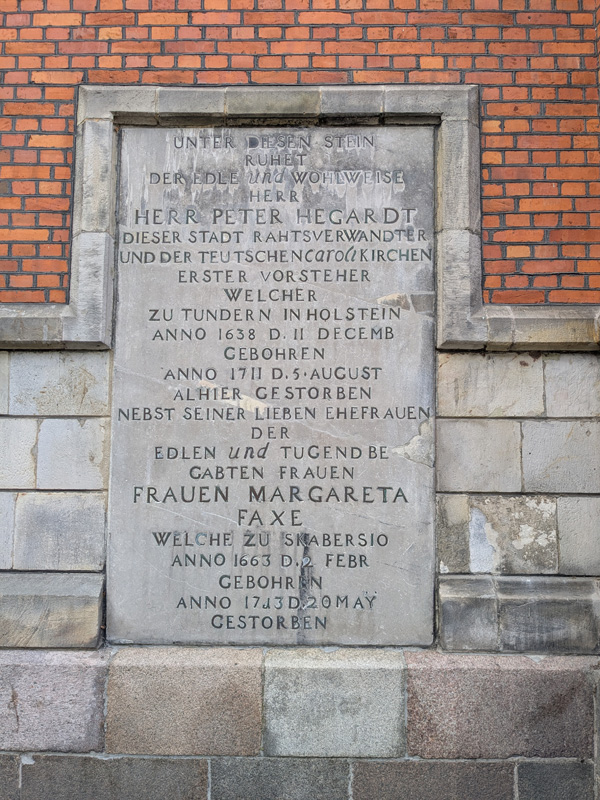 UNTER DIESEN STEIN
RUHET
DER EDLE und WOHLWEISE
HERR
HERR PETER HEGARDT
DIESER STADT RAHTSVERWANDTER
UND DER TEUTSCHEN caroli KIRCHEN
ERSTER VORSTEHER
WELCHER
ZU TUNDERN IN HOLSTEIN
ANNO 1638 D. 11 DECEMB
GEBOHREN
ANNO 1711 D. 5. AUGUST
ALHIER GESTORBEN
NEBST SEINER LIEBEN EHEFRAUEN
DER
EDLEN und TUGENDBE
GABTEN FRAUEN
FRAUEN MARGARETA
FAXE
WELCHE ZU SKABERSIO
ANNO 1663 D. 2 FEBR
GEBOHREN
ANNO D. 20 MAY
GESTORBEN